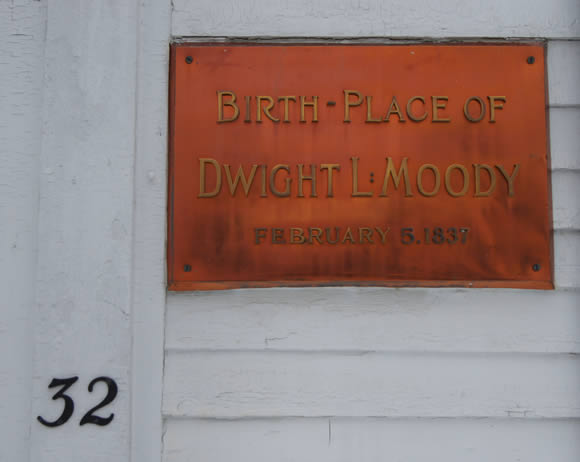 BIRTH-PLACE OF
DWIGHT L: MOODY
FEBRUARY 5.1837
32